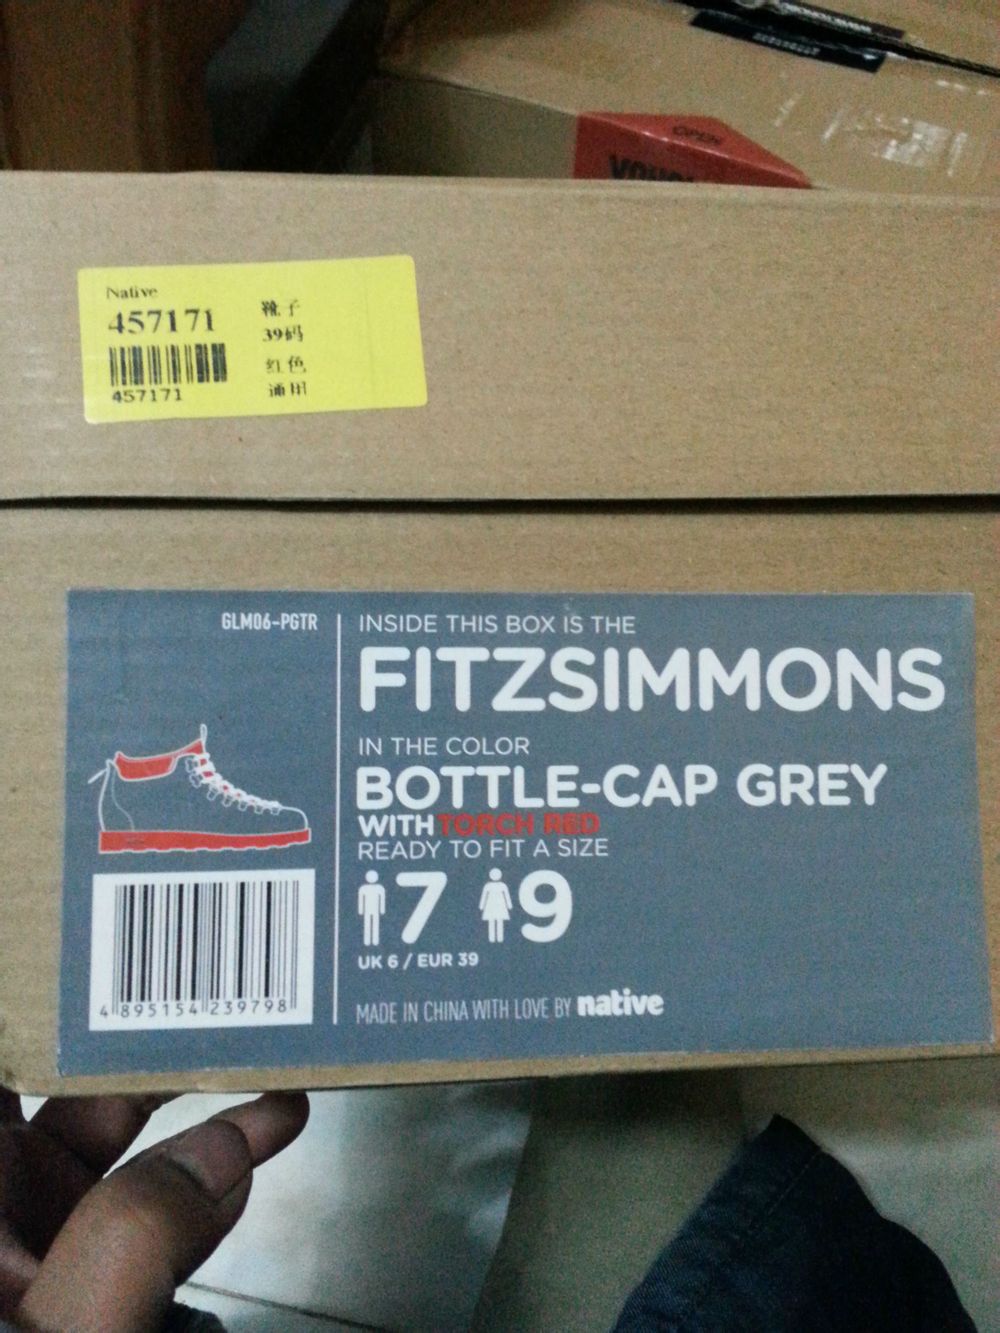 OPEN
Native
457171
靴子
39码
红色
通用
457171
GLM06-PGTR
INSIDE THIS BOX IS THE
FITZSIMMONS
IN THE COLOR
BOTTLE-CAP GREY
WITH TORCH RED
READY TO FIT A SIZE
7 9
UK 6 / EUR 39
MADE IN CHINA WITH LOVE BY native
4 895154 239798